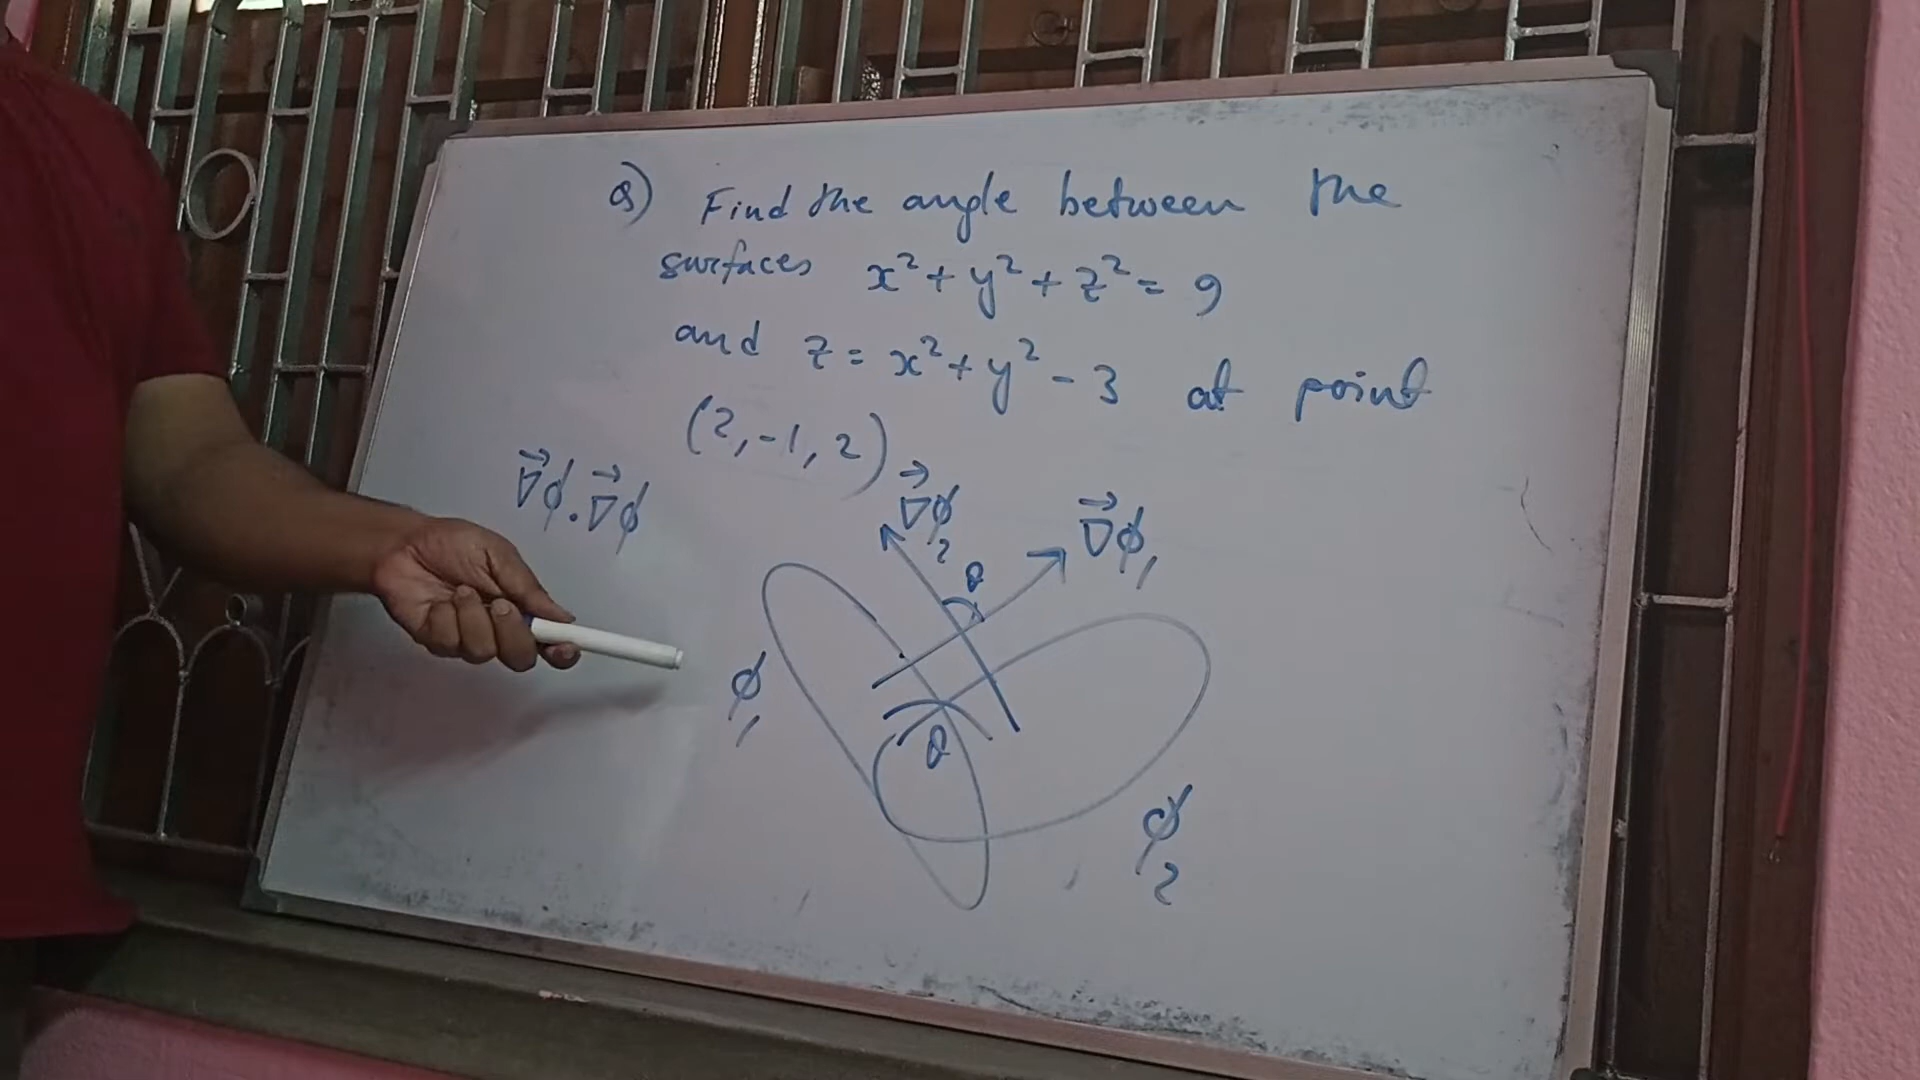 Q) Find the angle between the
surfaces x² + y² + z² = 9
and z = x² + y² - 3 at point
(2, -1, 2)
∇⃗ϕ . ∇⃗ϕ
∇⃗ϕ₂
∇⃗ϕ₁
θ
ϕ₁
θ
ϕ₂